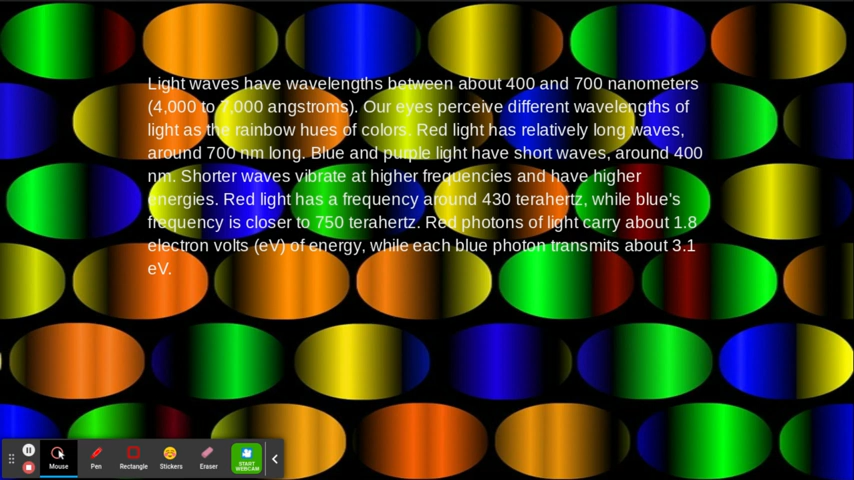 Light waves have wavelengths between about 400 and 700 nanometers
(4,000 to 7,000 angstroms). Our eyes perceive different wavelengths of
light as the rainbow hues of colors. Red light has relatively long waves,
around 700 nm long. Blue and purple light have short waves, around 400
nm. Shorter waves vibrate at higher frequencies and have higher
energies. Red light has a frequency around 430 terahertz, while blue's
frequency is closer to 750 terahertz. Red photons of light carry about 1.8
electron volts (eV) of energy, while each blue photon transmits about 3.1
eV.
Mouse Pen Rectangle Stickers Eraser START WEBCAM